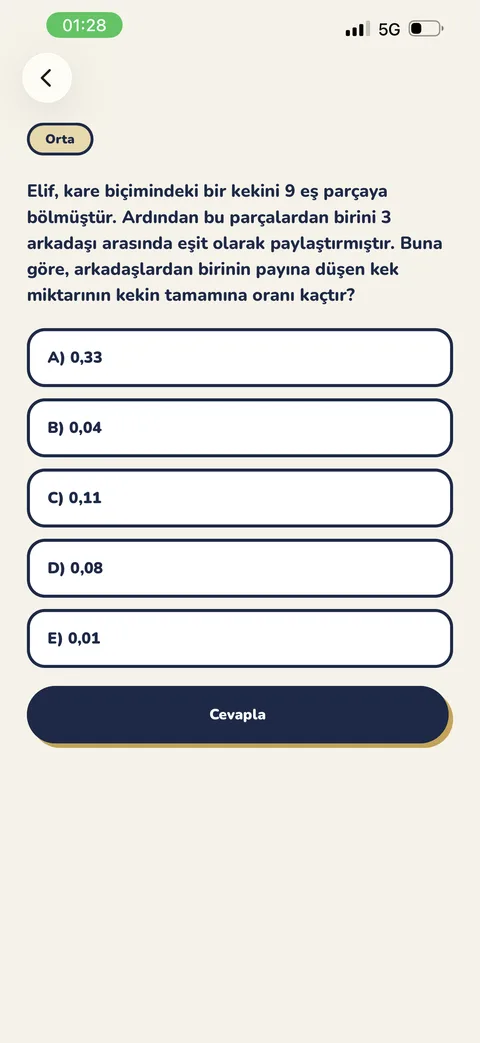 01:28
5G
Orta
Elif, kare biçimindeki bir kekini 9 eş parçaya
bölmüştür. Ardından bu parçalardan birini 3
arkadaşı arasında eşit olarak paylaştırmıştır. Buna
göre, arkadaşlardan birinin payına düşen kek
miktarının kekin tamamına oranı kaçtır?
A) 0,33
B) 0,04
C) 0,11
D) 0,08
E) 0,01
Cevapla